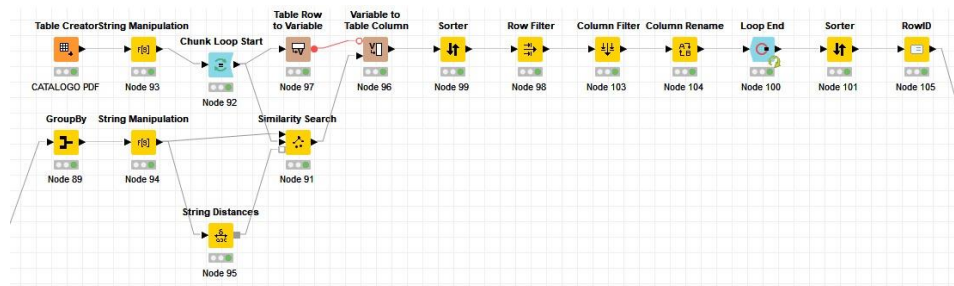 Table Creator
String Manipulation
Chunk Loop Start
Table Row
to Variable
Variable to
Table Column
Sorter
Row Filter
Column Filter
Column Rename
Loop End
Sorter
RowID
CATALOGO PDF
Node 93
Node 92
Node 97
Node 96
Node 99
Node 98
Node 103
Node 104
Node 100
Node 101
Node 105
GroupBy
String Manipulation
Similarity Search
Node 89
Node 94
Node 91
String Distances
Node 95